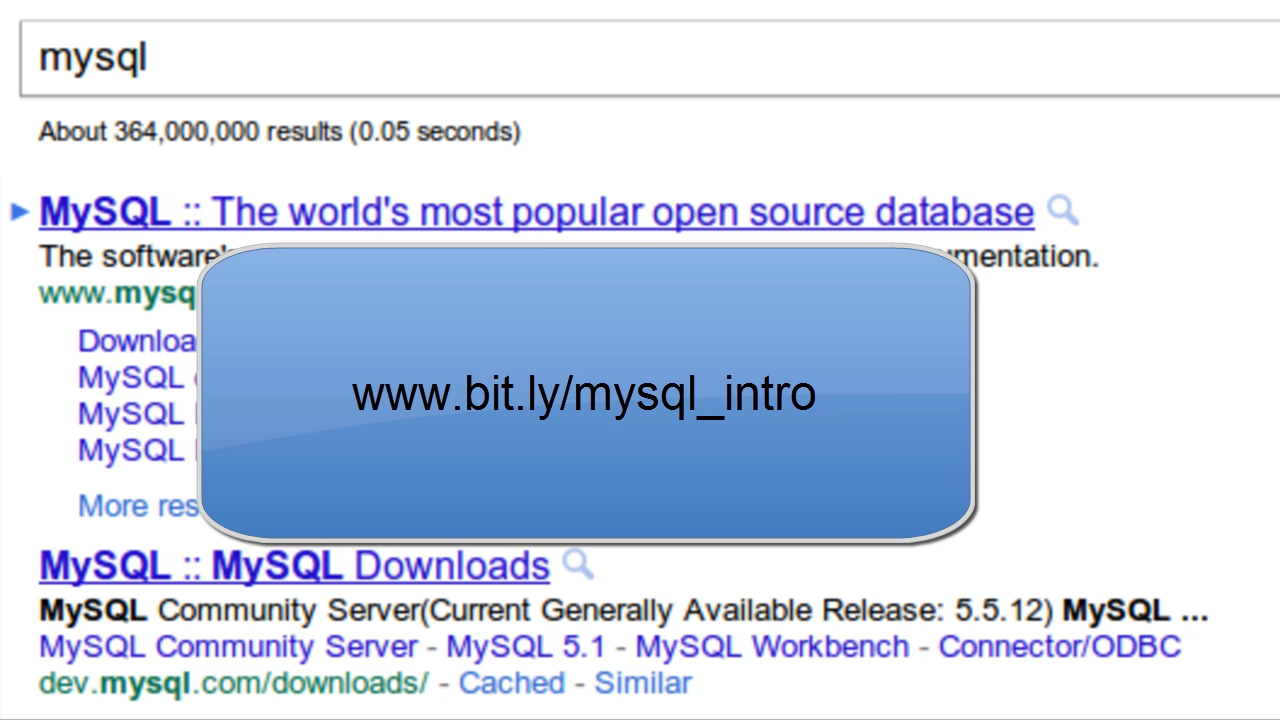 mysql
About 364,000,000 results (0.05 seconds)
MySQL :: The world's most popular open source database
The software's umentation.
www.mysq
Downloa
MySQL
MySQL
MySQL
More res
www.bit.ly/mysql_intro
MySQL :: MySQL Downloads
MySQL Community Server(Current Generally Available Release: 5.5.12) MySQL ...
MySQL Community Server - MySQL 5.1 - MySQL Workbench - Connector/ODBC
dev.mysql.com/downloads/ - Cached - Similar